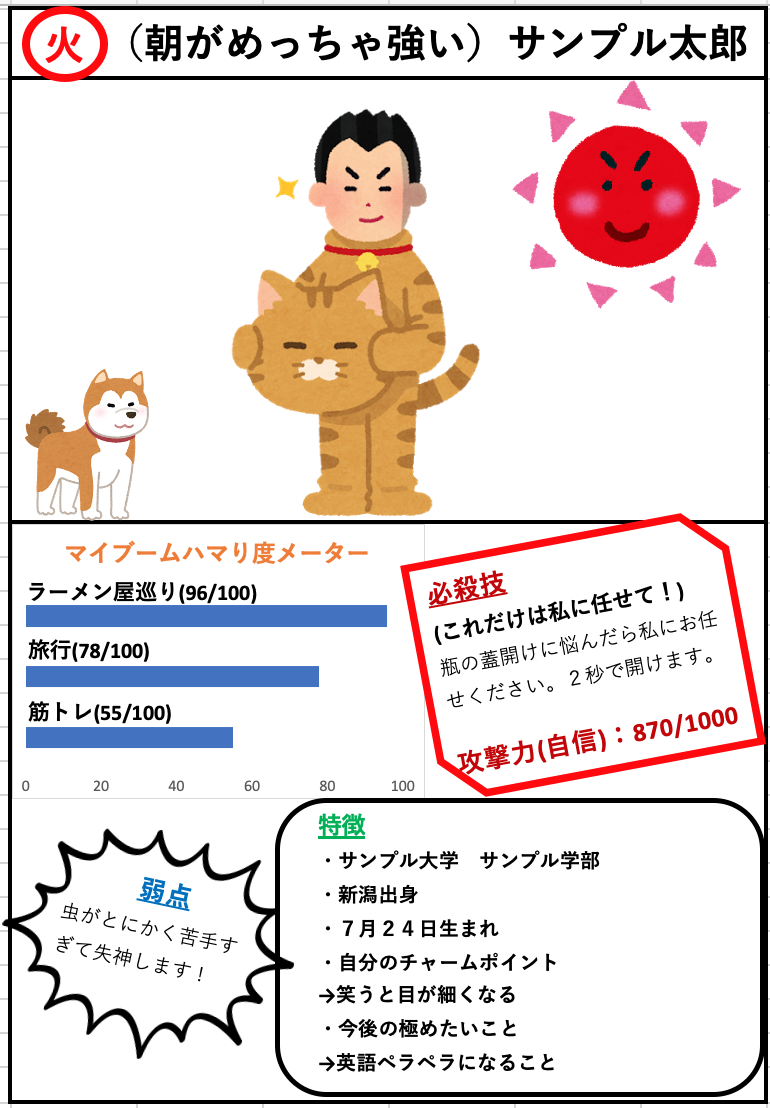 火 （朝がめっちゃ強い）サンプル太郎
マイブームハマり度メーター
ラーメン屋巡り(96/100)
旅行(78/100)
筋トレ(55/100)
0 20 40 60 80 100
必殺技
(これだけは私に任せて！)
瓶の蓋開けに悩んだら私にお任
せください。２秒で開けます。
攻撃力(自信)：870/1000
弱点
虫がとにかく苦手す
ぎて失神します！
特徴
・サンプル大学　サンプル学部
・新潟出身
・７月２４日生まれ
・自分のチャームポイント
→笑うと目が細くなる
・今後の極めたいこと
→英語ペラペラになること